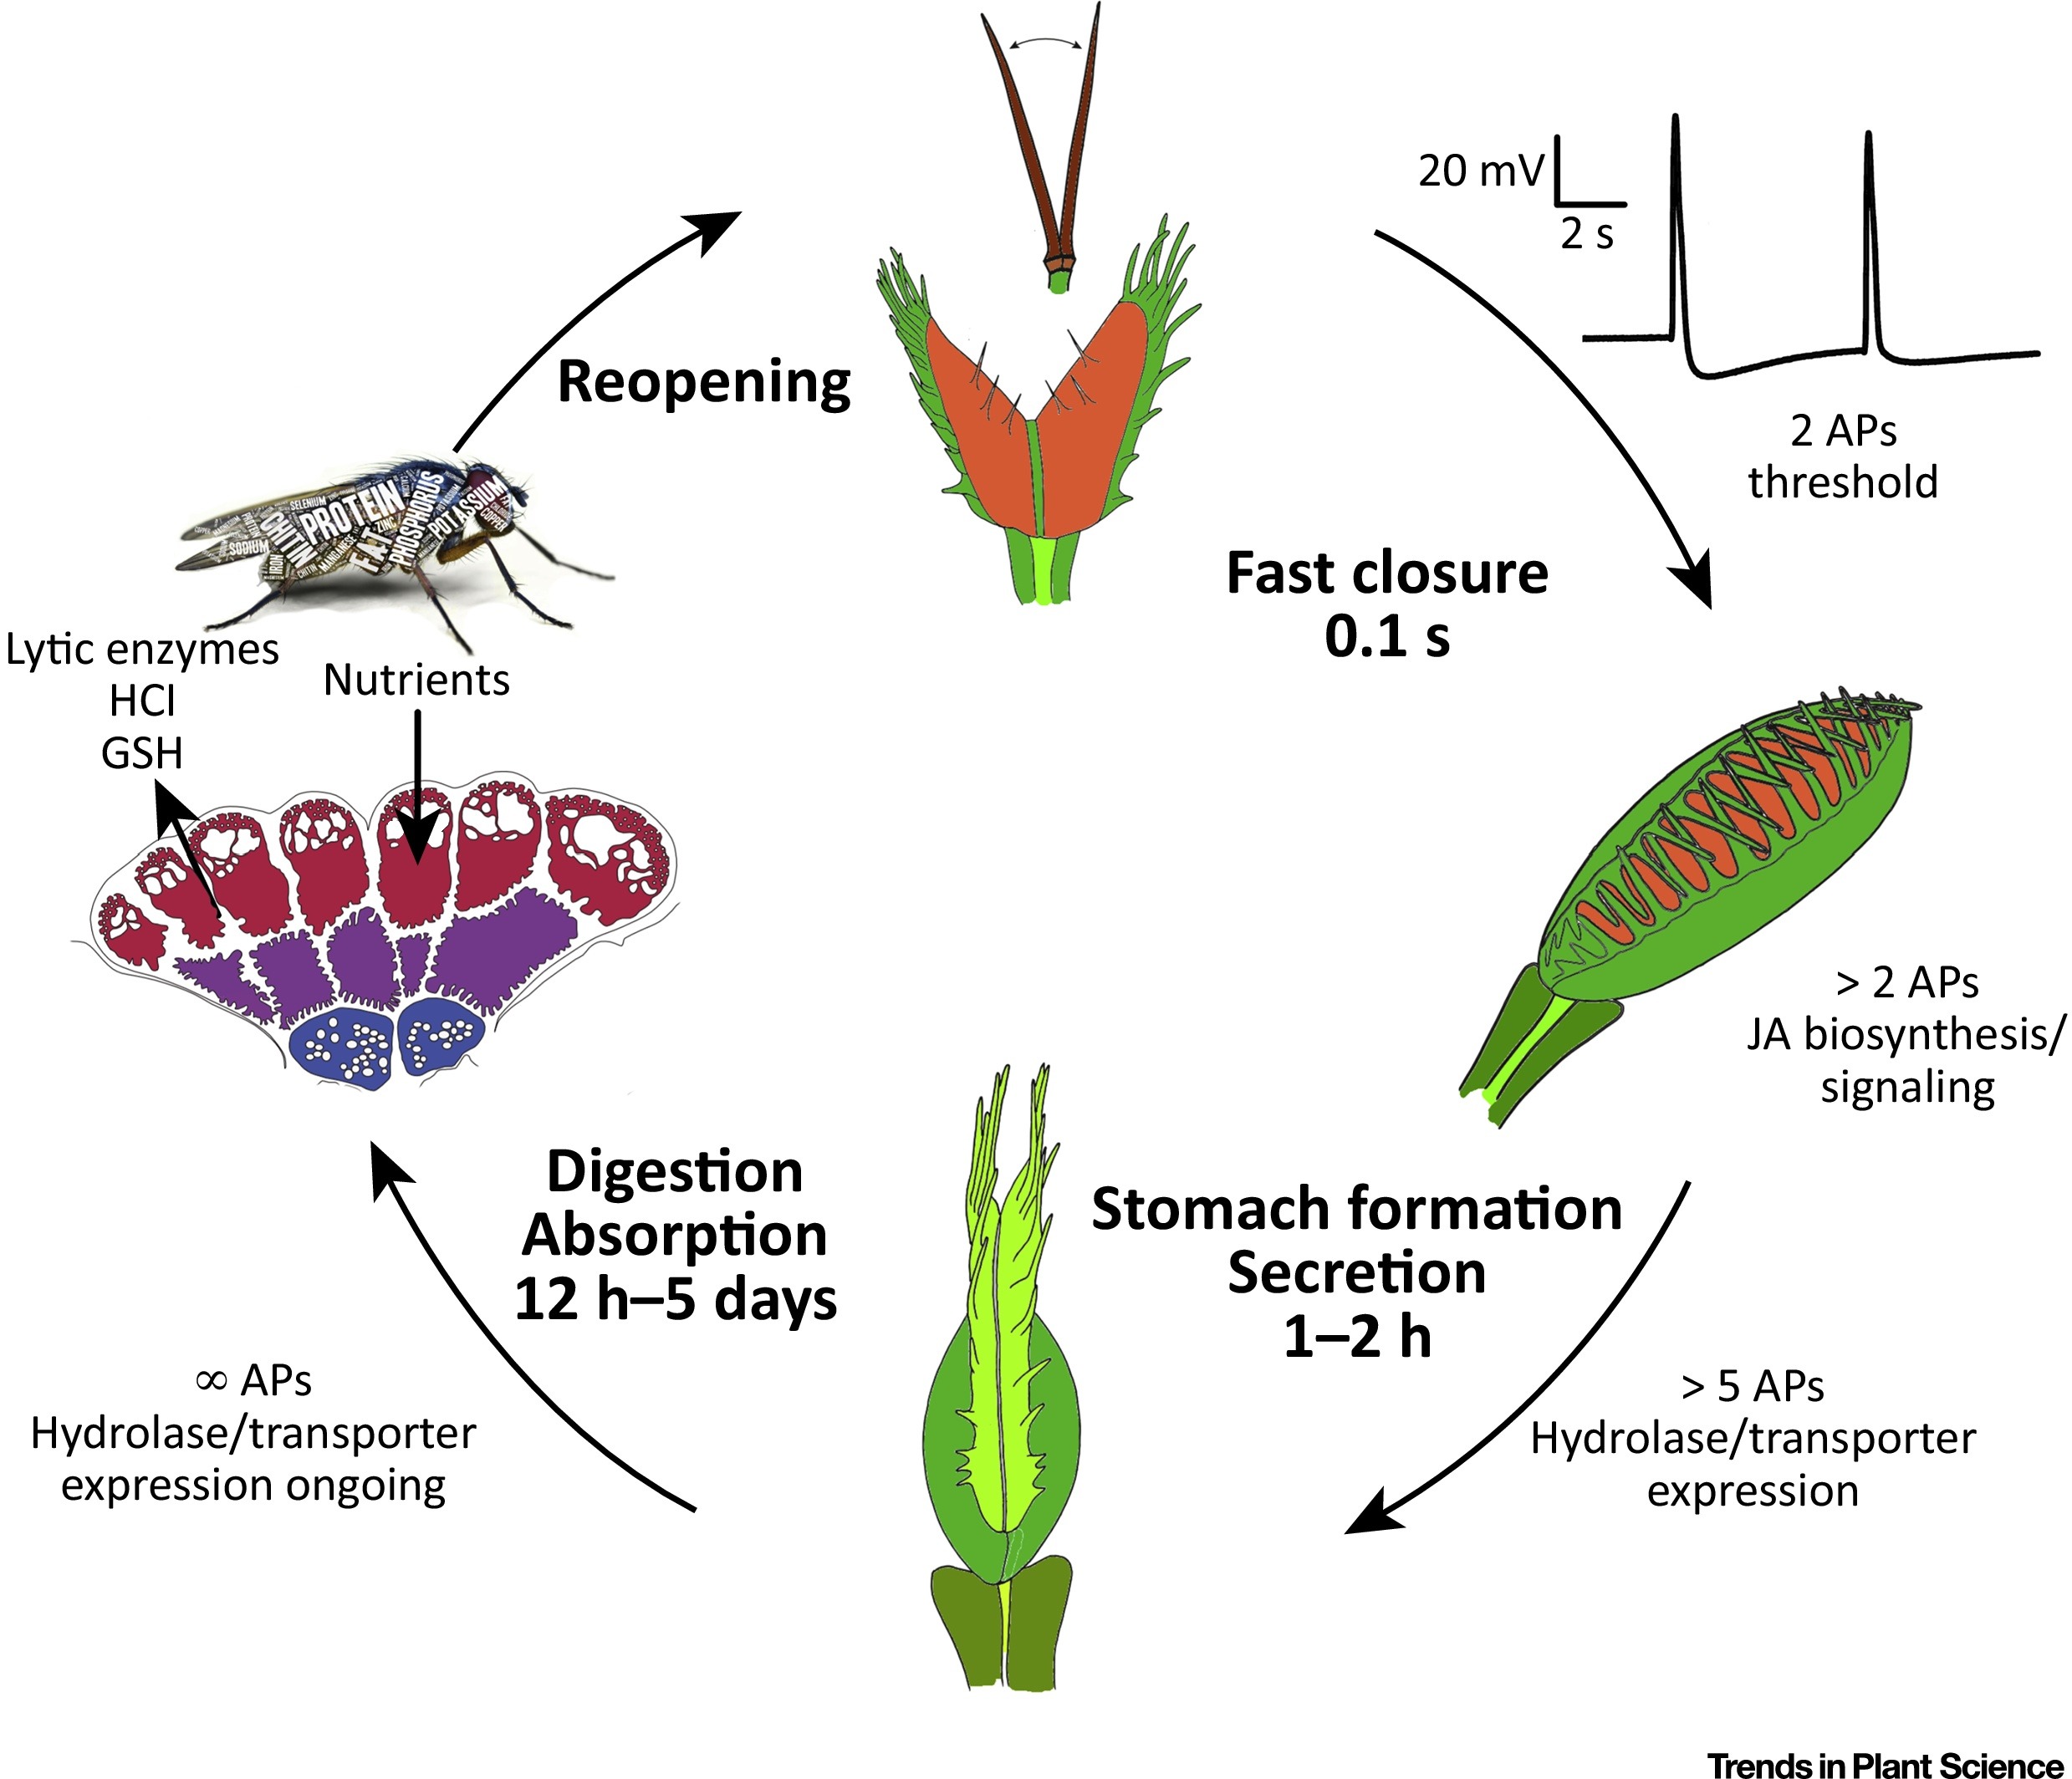 20 mV
2 s
2 APs
threshold
Reopening
Fast closure
0.1 s
SELENIUM
PROTEIN
CHITIN
ZINC
FAT
PHOSPHORUS
POTASSIUM
COPPER
SODIUM
IRON
MANGANESE
CHITIN
Lytic enzymes
HCl
GSH
Nutrients
> 2 APs
JA biosynthesis/
signaling
Digestion
Absorption
12 h–5 days
Stomach formation
Secretion
1–2 h
∞ APs
Hydrolase/transporter
expression ongoing
> 5 APs
Hydrolase/transporter
expression
Trends in Plant Science